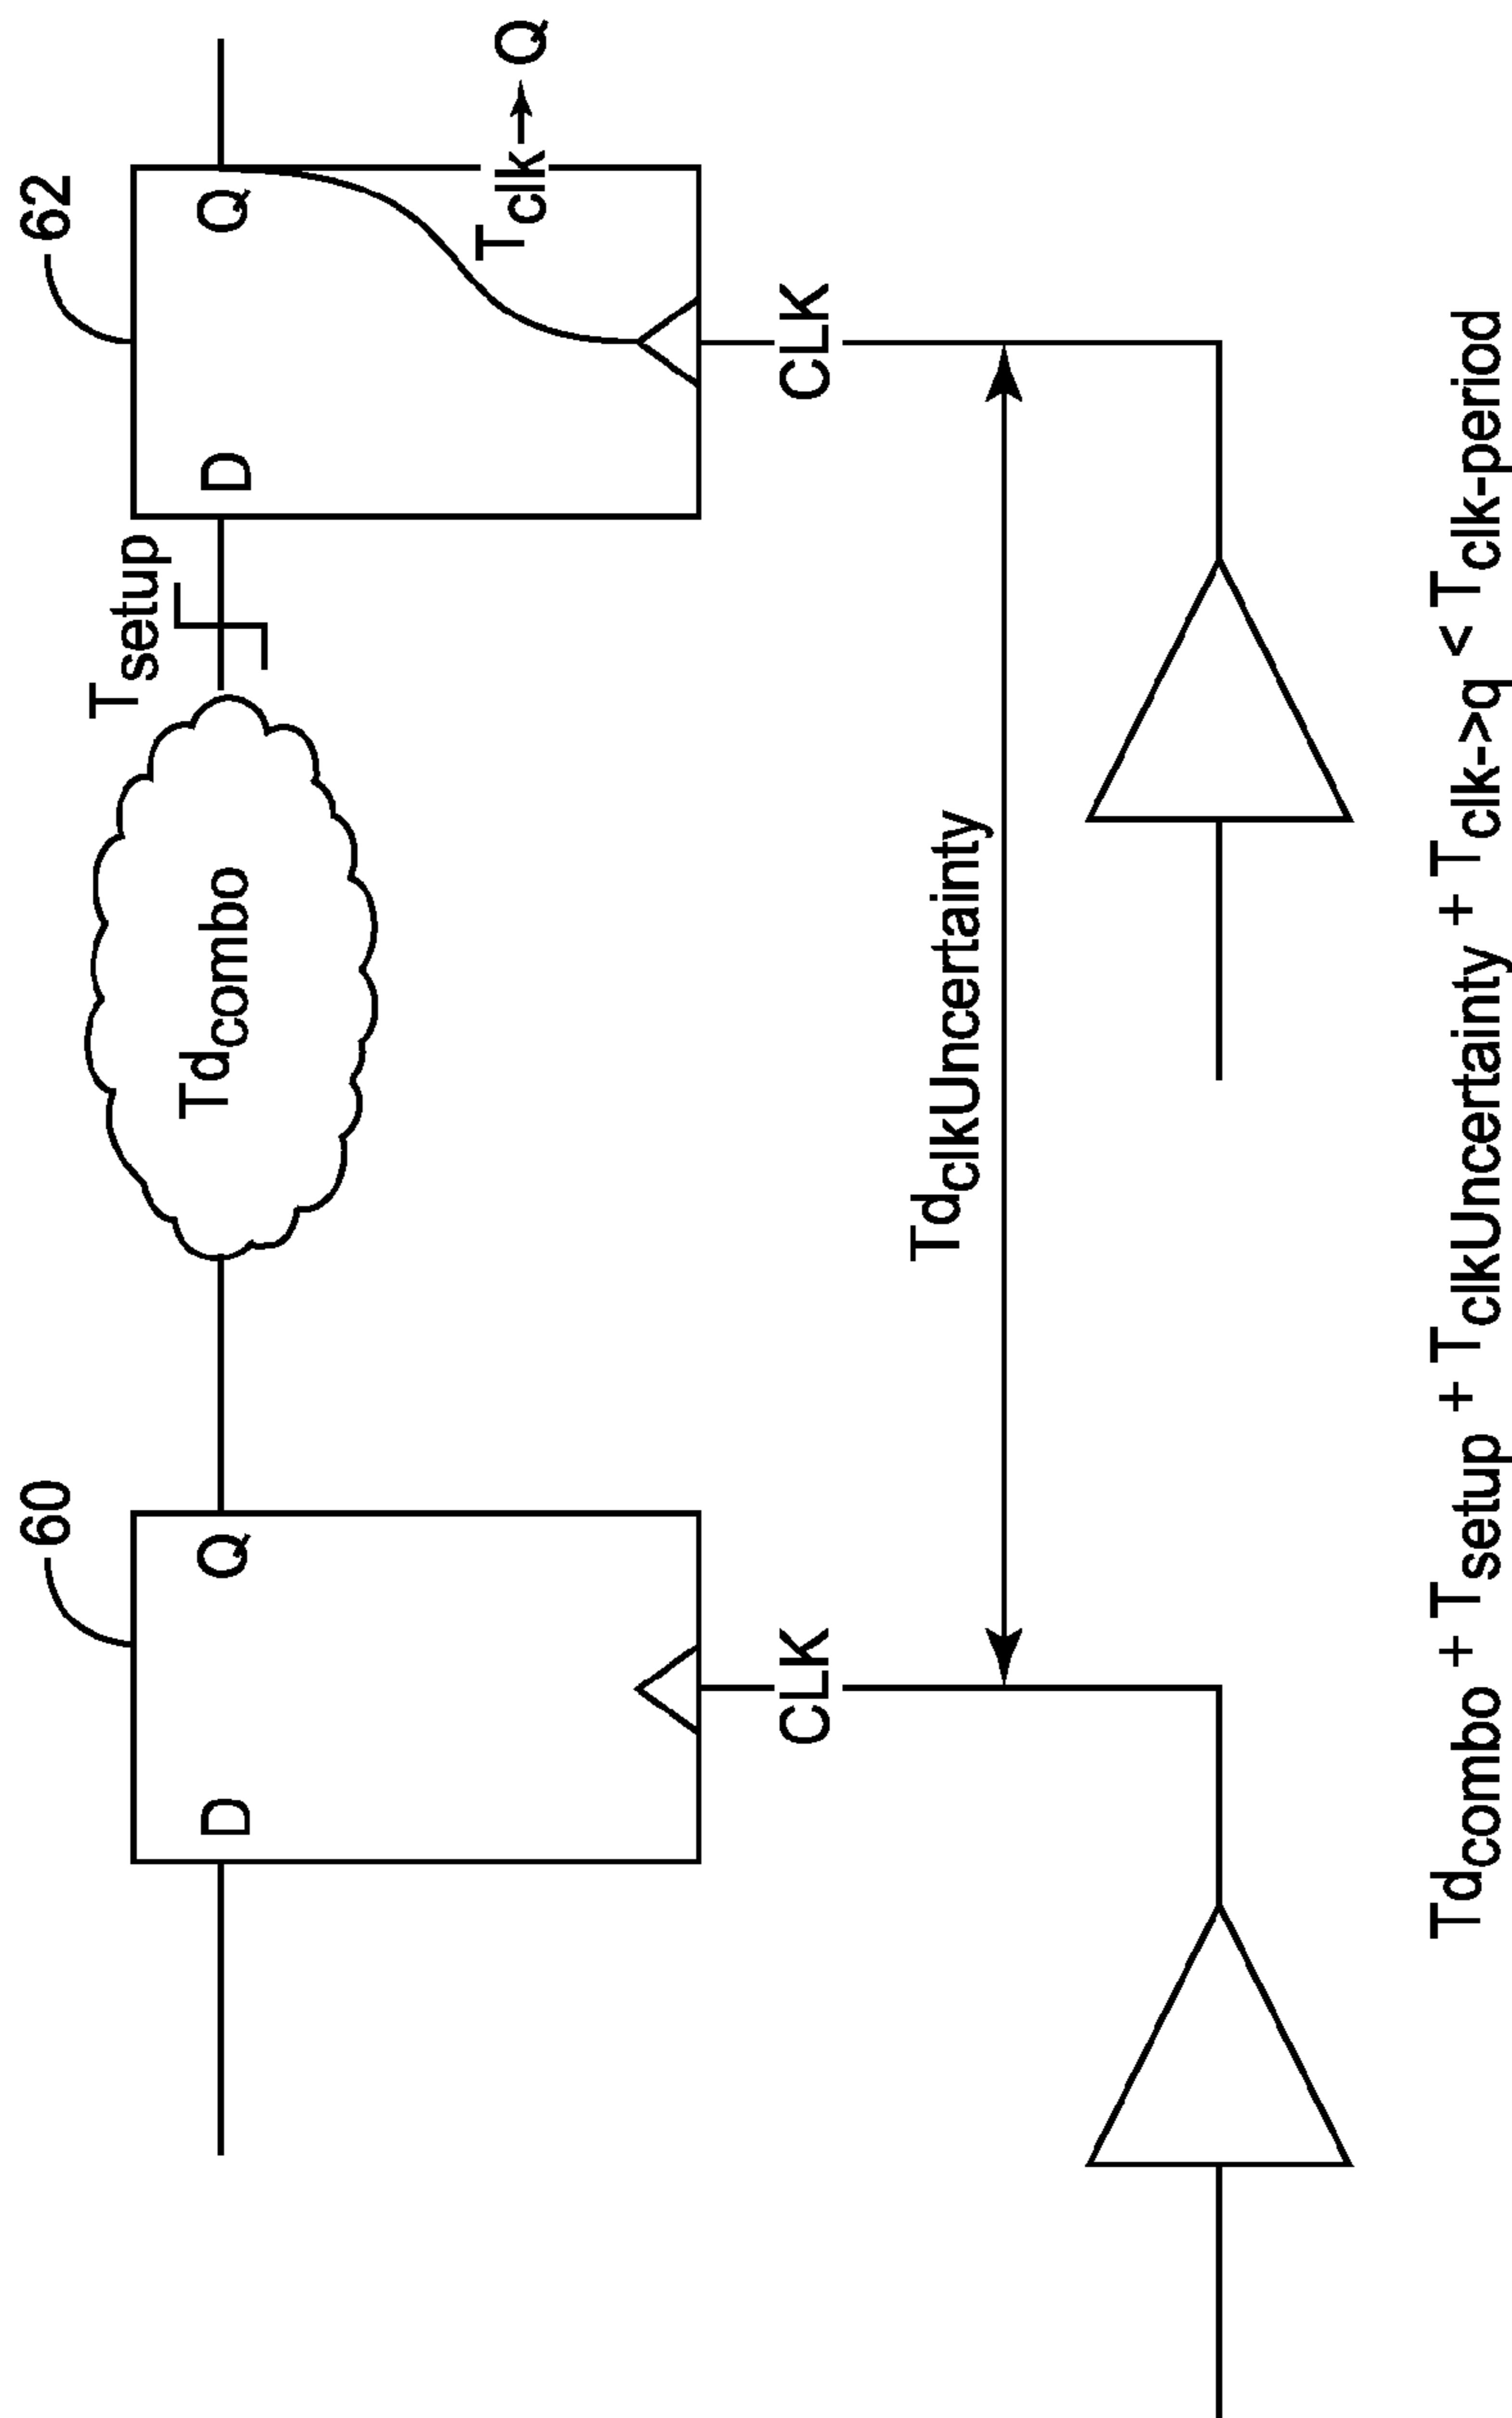 60
62
D
Q
Tdcombo
Tsetup
D
Q
Tclk→Q
CLK
CLK
TdclkUncertainty
Tdcombo + Tsetup + TclkUncertainty + Tclk->q < Tclk-period